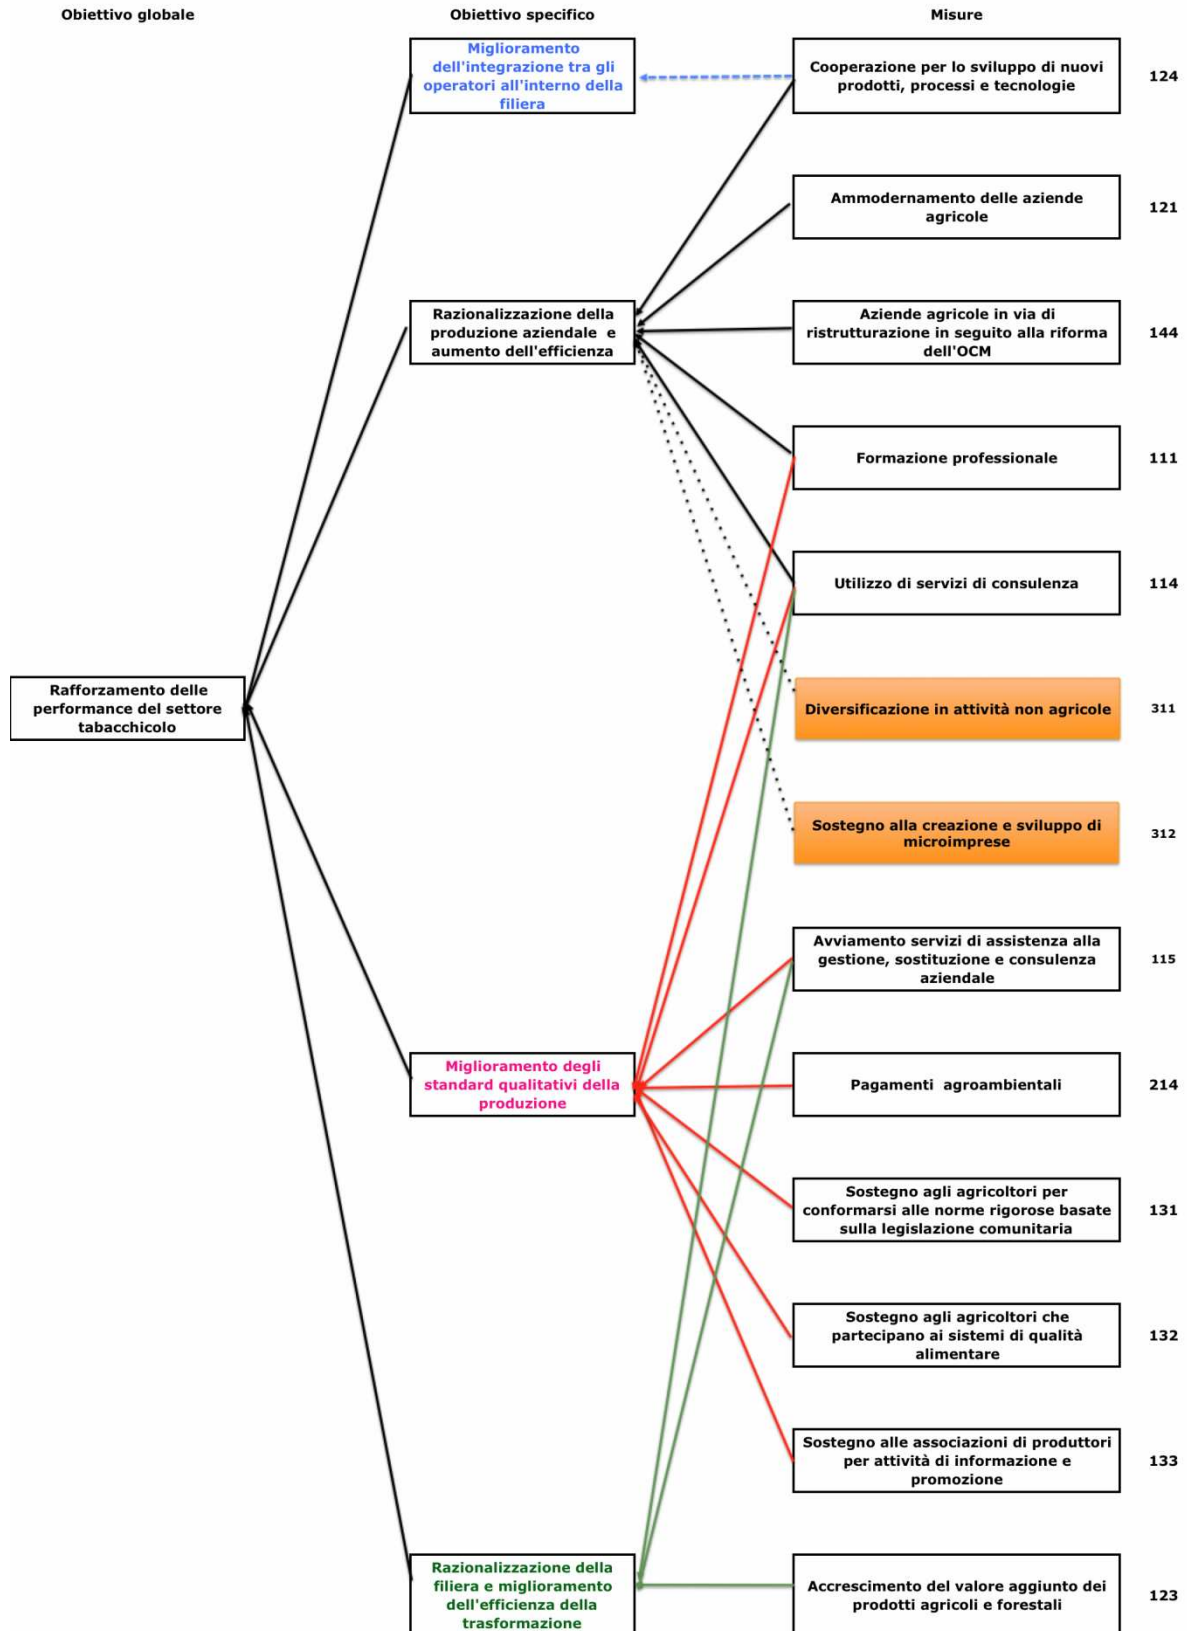 Obiettivo globale
Obiettivo specifico
Misure
Miglioramento
dell'integrazione tra gli
operatori all'interno della
filiera
Cooperazione per lo sviluppo di nuovi
prodotti, processi e tecnologie
124
Ammodernamento delle aziende
agricole
121
Razionalizzazione della
produzione aziendale e
aumento dell'efficienza
Aziende agricole in via di
ristrutturazione in seguito alla riforma
dell'OCM
144
Formazione professionale
111
Utilizzo di servizi di consulenza
114
Rafforzamento delle
performance del settore
tabacchicolo
Diversificazione in attività non agricole
311
Sostegno alla creazione e sviluppo di
microimprese
312
Avviamento servizi di assistenza alla
gestione, sostituzione e consulenza
aziendale
115
Miglioramento degli
standard qualitativi della
produzione
Pagamenti agroambientali
214
Sostegno agli agricoltori per
conformarsi alle norme rigorose basate
sulla legislazione comunitaria
131
Sostegno agli agricoltori che
partecipano ai sistemi di qualità
alimentare
132
Sostegno alle associazioni di produttori
per attività di informazione e
promozione
133
Razionalizzazione della
filiera e miglioramento
dell'efficienza della
trasformazione
Accrescimento del valore aggiunto dei
prodotti agricoli e forestali
123